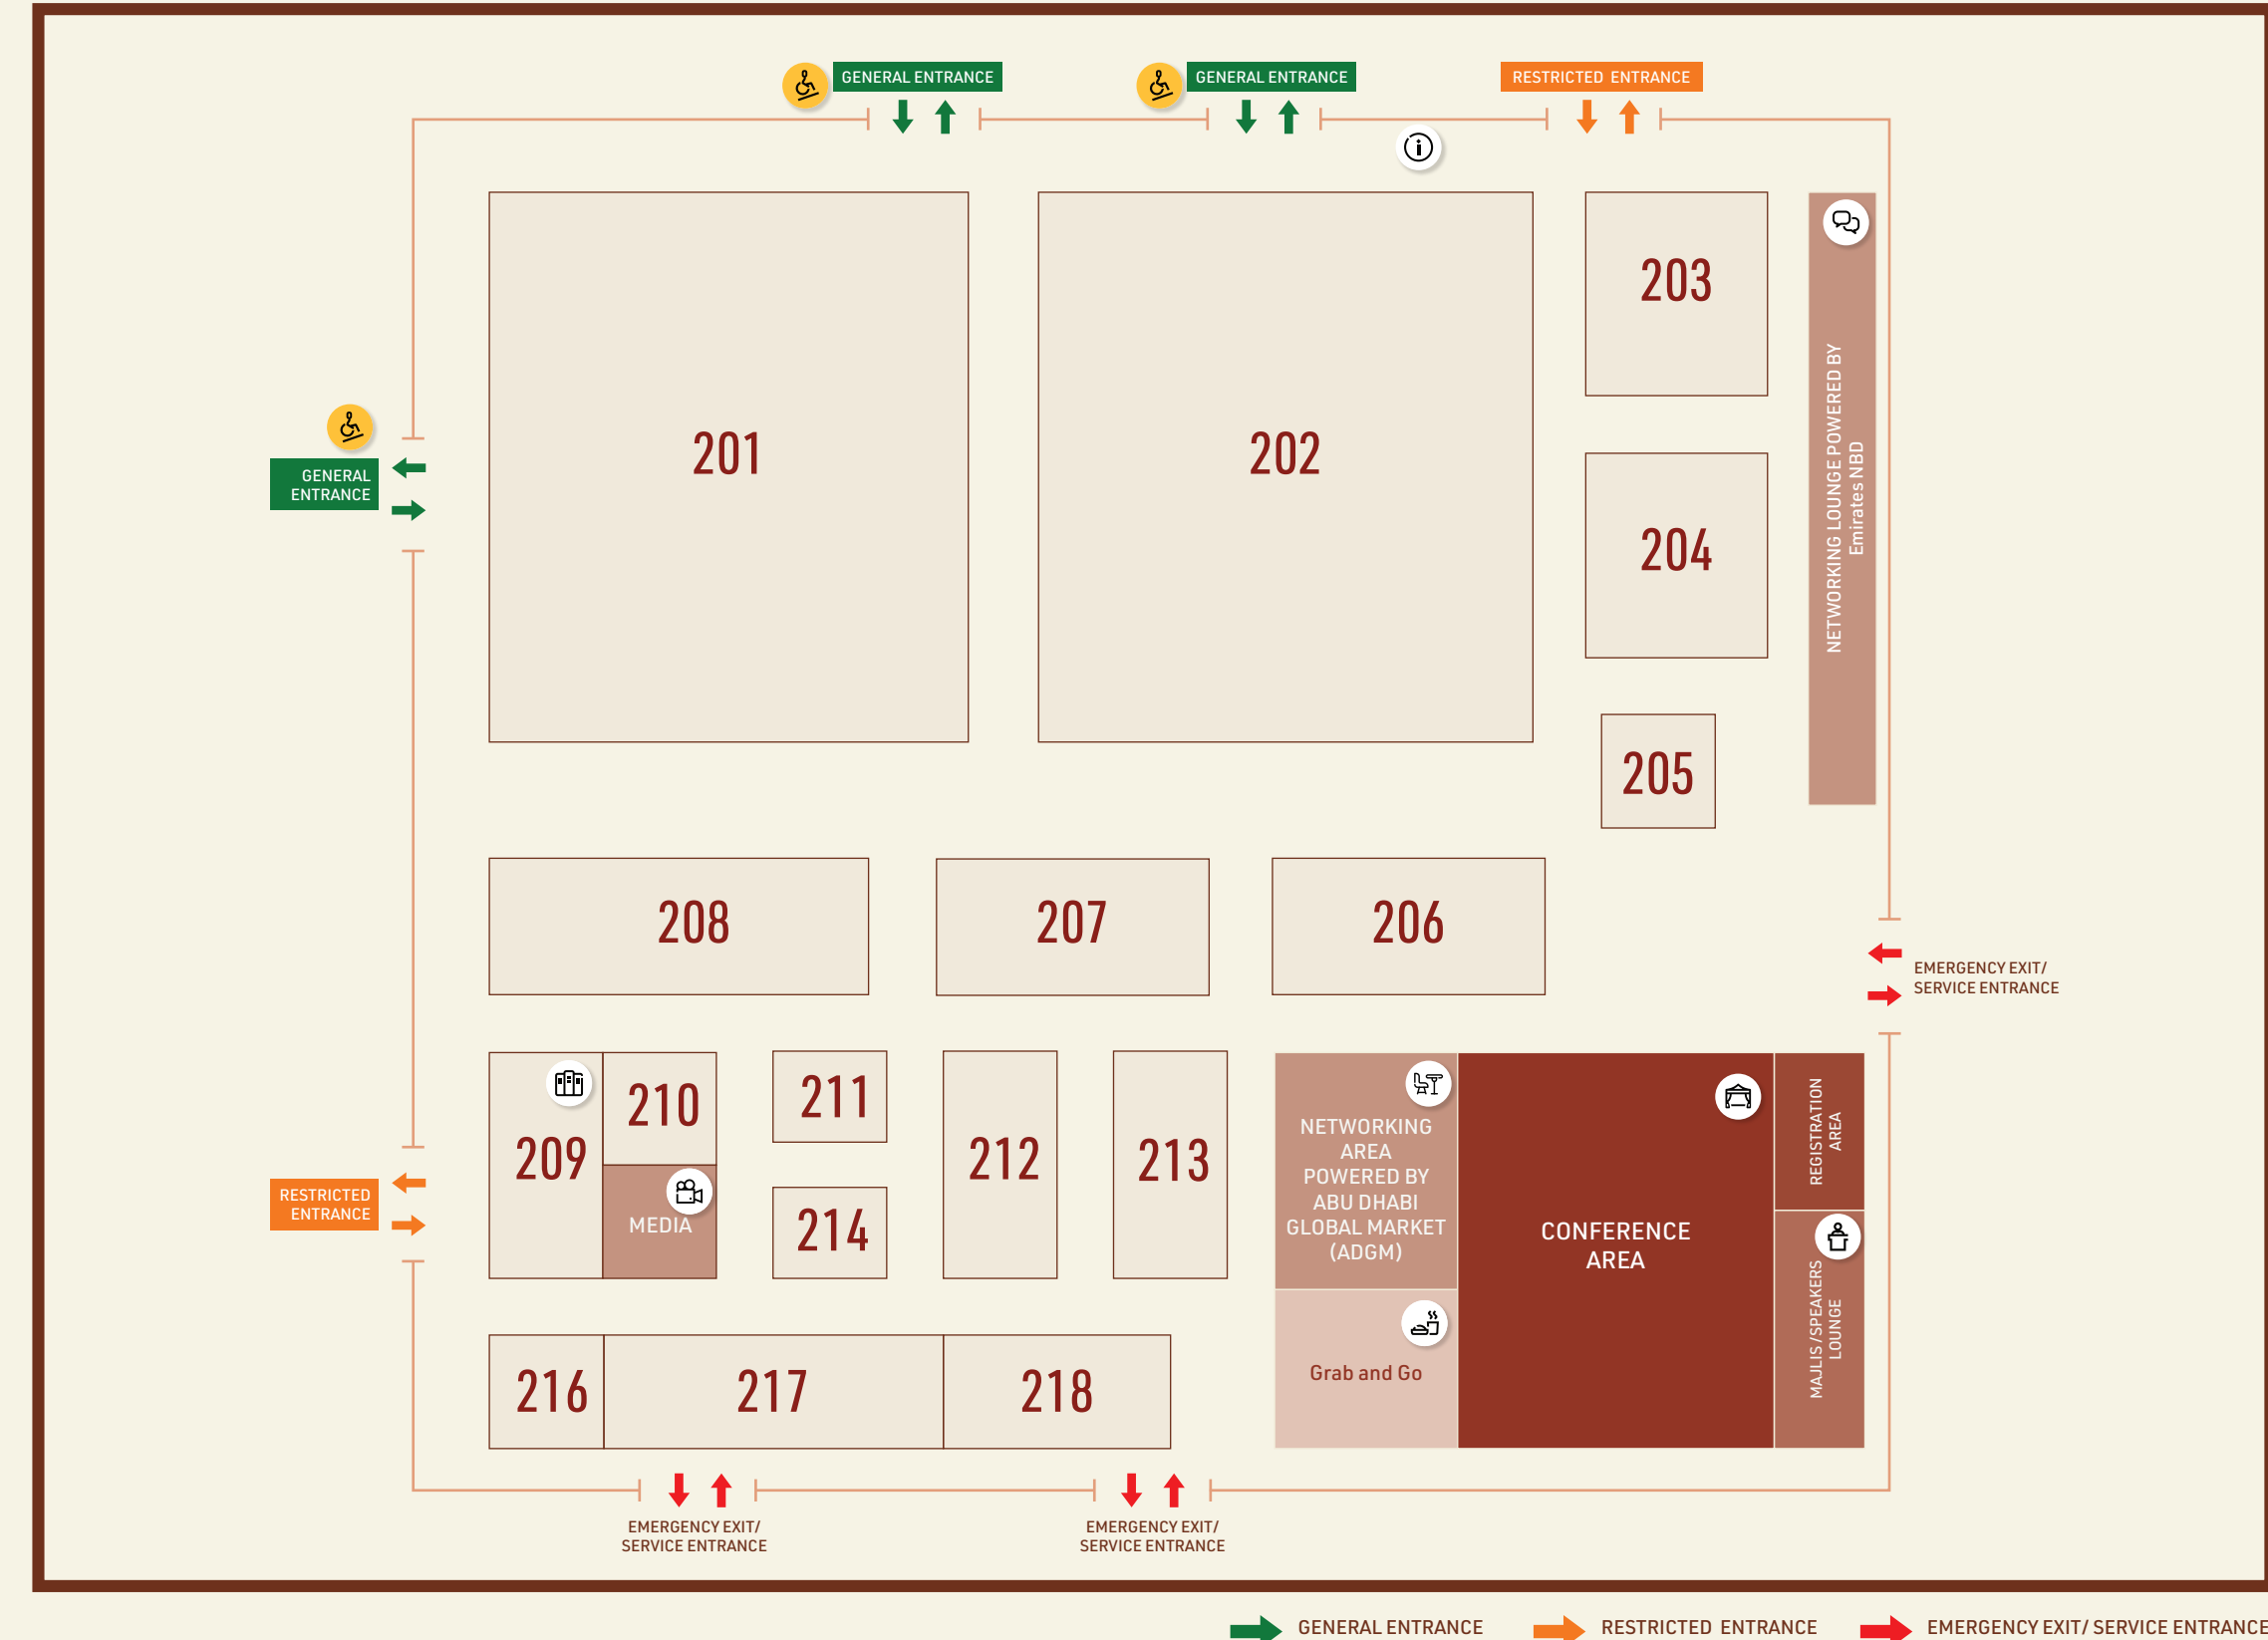 GENERAL ENTRANCE
GENERAL ENTRANCE
RESTRICTED ENTRANCE
201
202
203
NETWORKING LOUNGE POWERED BY
Emirates NBD
GENERAL
ENTRANCE
204
205
208
207
206
EMERGENCY EXIT/
SERVICE ENTRANCE
209
210
MEDIA
211
214
212
213
NETWORKING
AREA
POWERED BY
ABU DHABI
GLOBAL MARKET
(ADGM)
CONFERENCE
AREA
REGISTRATION
AREA
MAJLIS/SPEAKERS
LOUNGE
RESTRICTED
ENTRANCE
Grab and Go
216
217
218
EMERGENCY EXIT/
SERVICE ENTRANCE
EMERGENCY EXIT/
SERVICE ENTRANCE
GENERAL ENTRANCE
RESTRICTED ENTRANCE
EMERGENCY EXIT/ SERVICE ENTRANCE